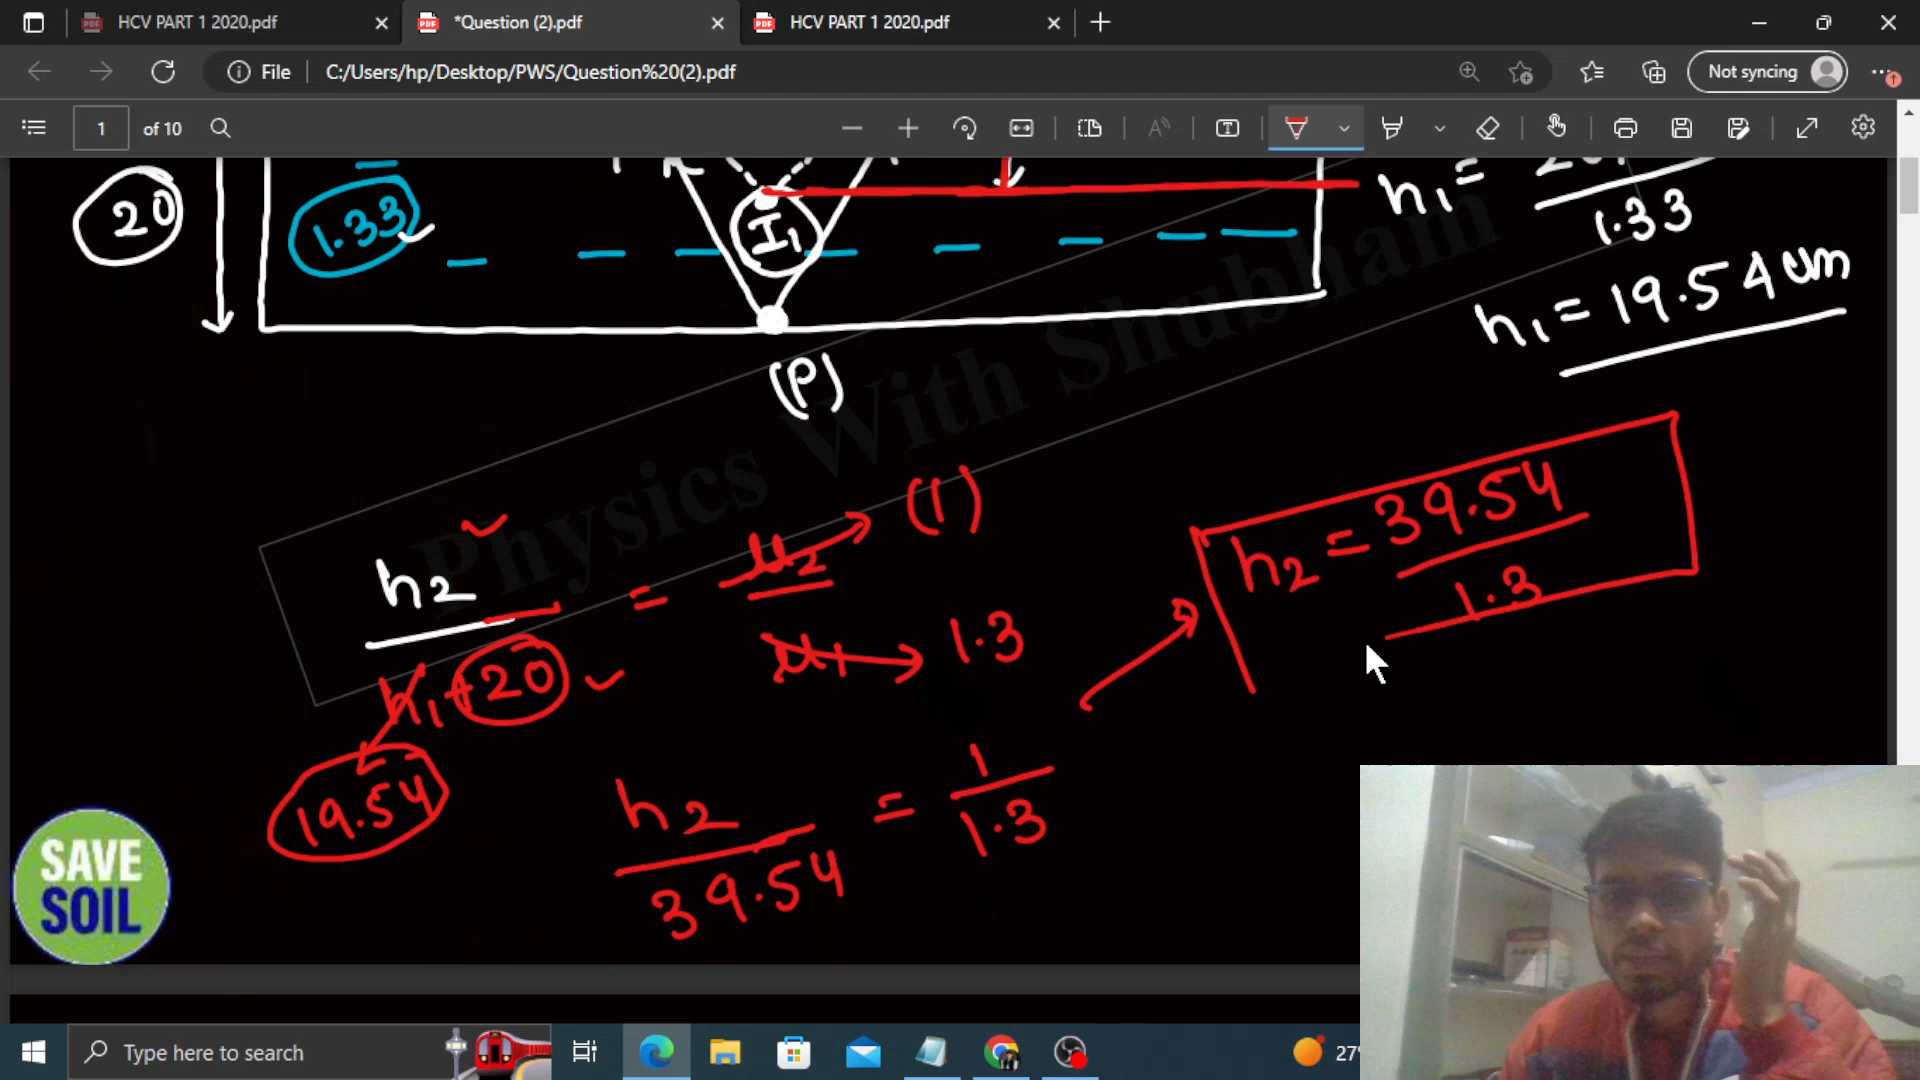 HCV PART 1 2020.pdf
*Question (2).pdf
HCV PART 1 2020.pdf
File
C:/Users/hp/Desktop/PWS/Question%20(2).pdf
Not syncing
1 of 10
20
1.33
I₁
(P)
h₁ =
1.33
h₁ = 19.54 cm
Physics With Shubham
h₂ = μ₂ → (1)
h₁ + 20 μ₁ → 1.3
19.54
h₂ = 39.54
1.3
h₂ = 1
39.54 1.3
SAVE
SOIL
Type here to search